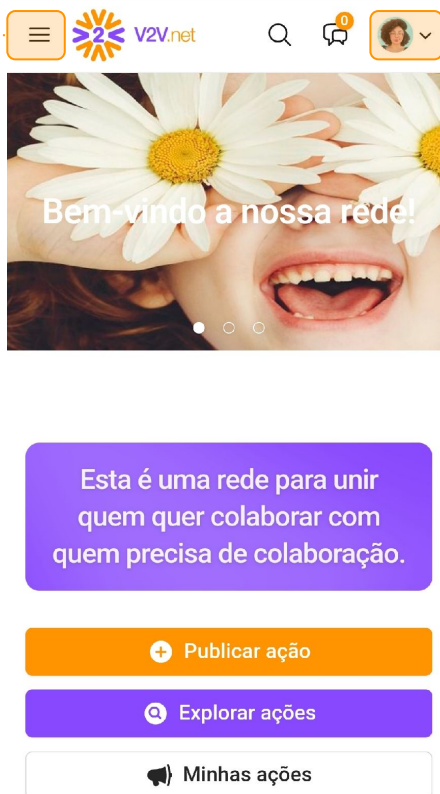 2 V2V.net
0
Bem-vindo a nossa rede!
Esta é uma rede para unir
quem quer colaborar com
quem precisa de colaboração.
Publicar ação
Explorar ações
Minhas ações